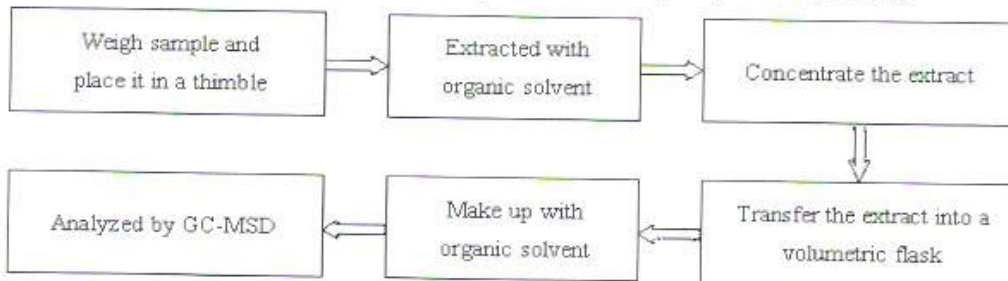 Weigh sample and
place it in a thimble
Extracted with
organic solvent
Concentrate the extract
Transfer the extract into a
volumetric flask
Make up with
organic solvent
Analyzed by GC-MSD